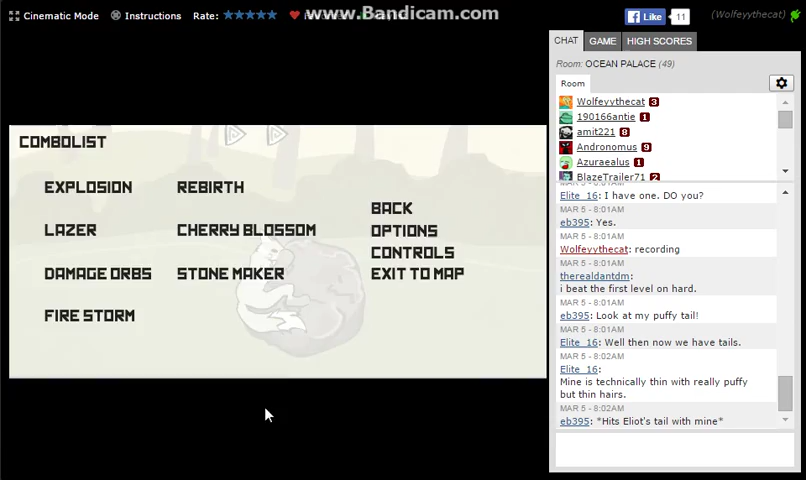 Cinematic Mode
Instructions
Rate:
www.Bandicam.com
Like
11
(Wolfeyythecat)
CHAT
GAME
HIGH SCORES
Room: OCEAN PALACE (49)
Room
Wolfeyythecat 3
190166antie 1
amit221 8
Andronomus 9
Azuraealus 1
BlazeTrailer71 2
MAR 5 - 8:01AM
Elite_16: I have one. DO you?
MAR 5 - 8:01AM
eb395: Yes.
MAR 5 - 8:01AM
Wolfeyythecat: recording
MAR 5 - 8:01AM
therealdantdm:
i beat the first level on hard.
MAR 5 - 8:01AM
eb395: Look at my puffy tail!
MAR 5 - 8:01AM
Elite_16: Well then now we have tails.
MAR 5 - 8:02AM
Elite_16:
Mine is technically thin with really puffy
but thin hairs.
MAR 5 - 8:02AM
eb395: *Hits Eliot's tail with mine*
COMBOLIST
EXPLOSION
REBIRTH
LAZER
CHERRY BLOSSOM
DAMAGE ORBS
STONE MAKER
FIRE STORM
BACK
OPTIONS
CONTROLS
EXIT TO MAP